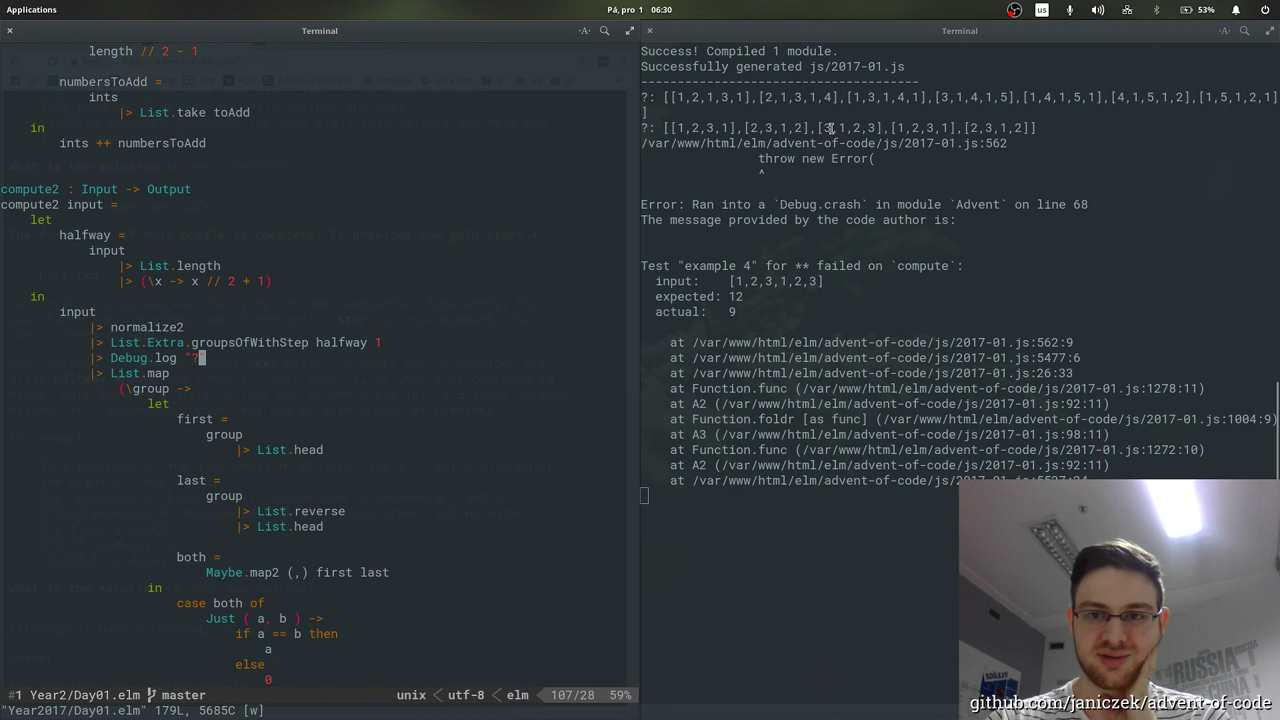 Applications
Pá, pro 1 06:30
us
53%
Terminal
length // 2 - 1
numbersToAdd =
ints
|> List.take toAdd
in
ints ++ numbersToAdd
compute2 : Input -> Output
compute2 input =
let
halfway =
input
|> List.length
|> (\x -> x // 2 + 1)
in
input
|> normalize2
|> List.Extra.groupsOfWithStep halfway 1
|> Debug.log "?"
|> List.map
(\group ->
let
first =
group
|> List.head
last =
group
|> List.reverse
|> List.head
both =
Maybe.map2 (,) first last
in
case both of
Just ( a, b ) ->
if a == b then
a
else
0
#1 Year2/Day01.elm master unix utf-8 elm 107/28 59%
"Year2017/Day01.elm" 179L, 5685C [w]
Terminal
Success! Compiled 1 module.
Successfully generated js/2017-01.js
--------------------------------------
?: [[1,2,1,3,1],[2,1,3,1,4],[1,3,1,4,1],[3,1,4,1,5],[1,4,1,5,1],[4,1,5,1,2],[1,5,1,2,1]
]
?: [[1,2,3,1],[2,3,1,2],[3,1,2,3],[1,2,3,1],[2,3,1,2]]
/var/www/html/elm/advent-of-code/js/2017-01.js:562
throw new Error(
^
Error: Ran into a `Debug.crash` in module `Advent` on line 68
The message provided by the code author is:
Test "example 4" for ** failed on `compute`:
input: [1,2,3,1,2,3]
expected: 12
actual: 9
at /var/www/html/elm/advent-of-code/js/2017-01.js:562:9
at /var/www/html/elm/advent-of-code/js/2017-01.js:5477:6
at /var/www/html/elm/advent-of-code/js/2017-01.js:26:33
at Function.func (/var/www/html/elm/advent-of-code/js/2017-01.js:1278:11)
at A2 (/var/www/html/elm/advent-of-code/js/2017-01.js:92:11)
at Function.foldr [as func] (/var/www/html/elm/advent-of-code/js/2017-01.js:1004:9)
at A3 (/var/www/html/elm/advent-of-code/js/2017-01.js:98:11)
at Function.func (/var/www/html/elm/advent-of-code/js/2017-01.js:1272:10)
at A2 (/var/www/html/elm/advent-of-code/js/2017-01.js:92:11)
RUSSIA
github.com/janiczek/advent-of-code